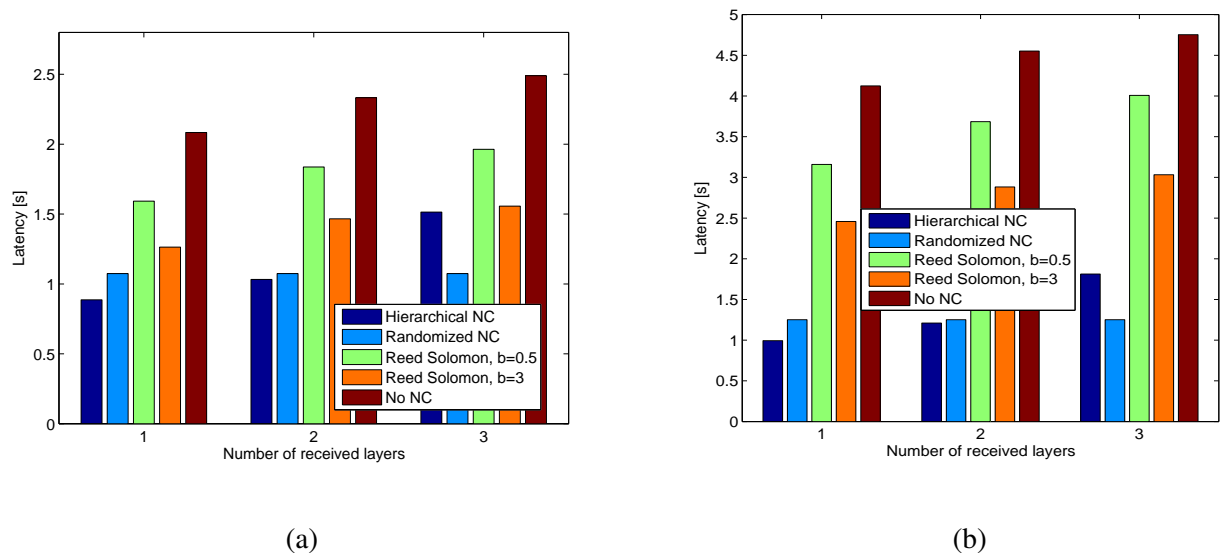 2.5
2
1.5
1
0.5
0
Latency [s]
1
2
3
Number of received layers
Hierarchical NC
Randomized NC
Reed Solomon, b=0.5
Reed Solomon, b=3
No NC
(a)
5
4.5
4
3.5
3
2.5
2
1.5
1
0.5
0
Latency [s]
1
2
3
Number of received layers
Hierarchical NC
Randomized NC
Reed Solomon, b=0.5
Reed Solomon, b=3
No NC
(b)